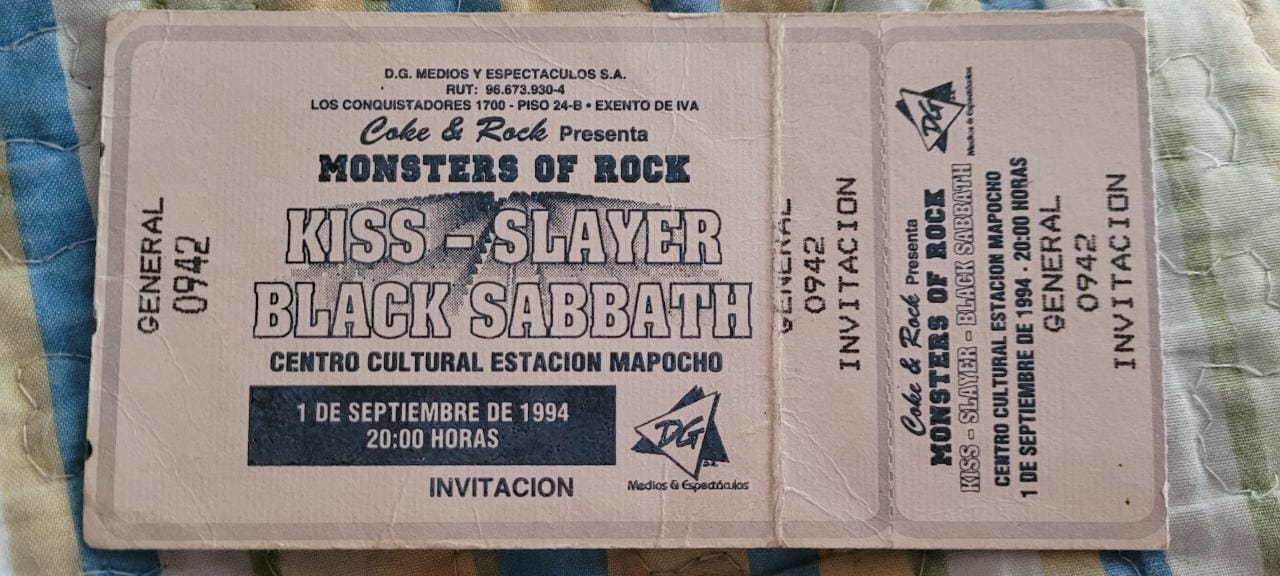 D.G. MEDIOS Y ESPECTACULOS S.A.
RUT: 96.673.930-4
LOS CONQUISTADORES 1700 - PISO 24-B • EXENTO DE IVA
Coke & Rock Presenta
MONSTERS OF ROCK
KISS - SLAYER
BLACK SABBATH
CENTRO CULTURAL ESTACION MAPOCHO
1 DE SEPTIEMBRE DE 1994
20:00 HORAS
INVITACION
DG
S.A.
Medios & Espectáculos
GENERAL
0942
GENERAL
0942
INVITACION
DG
S.A.
Medios & Espectáculos
Coke & Rock Presenta
MONSTERS OF ROCK
KISS - SLAYER - BLACK SABBATH
CENTRO CULTURAL ESTACION MAPOCHO
1 DE SEPTIEMBRE DE 1994 - 20:00 HORAS
GENERAL
0942
INVITACION